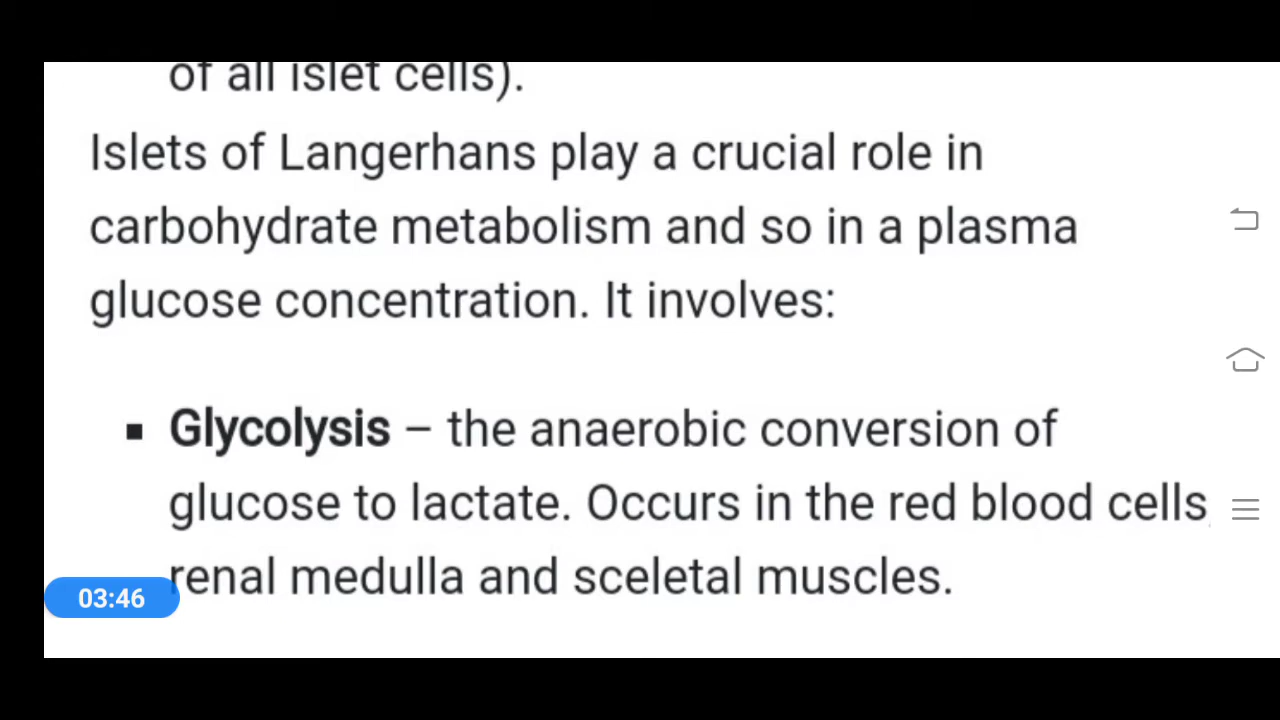 of all islet cells).
Islets of Langerhans play a crucial role in
carbohydrate metabolism and so in a plasma
glucose concentration. It involves:
▪ Glycolysis – the anaerobic conversion of
glucose to lactate. Occurs in the red blood cells,
renal medulla and sceletal muscles.
03:46